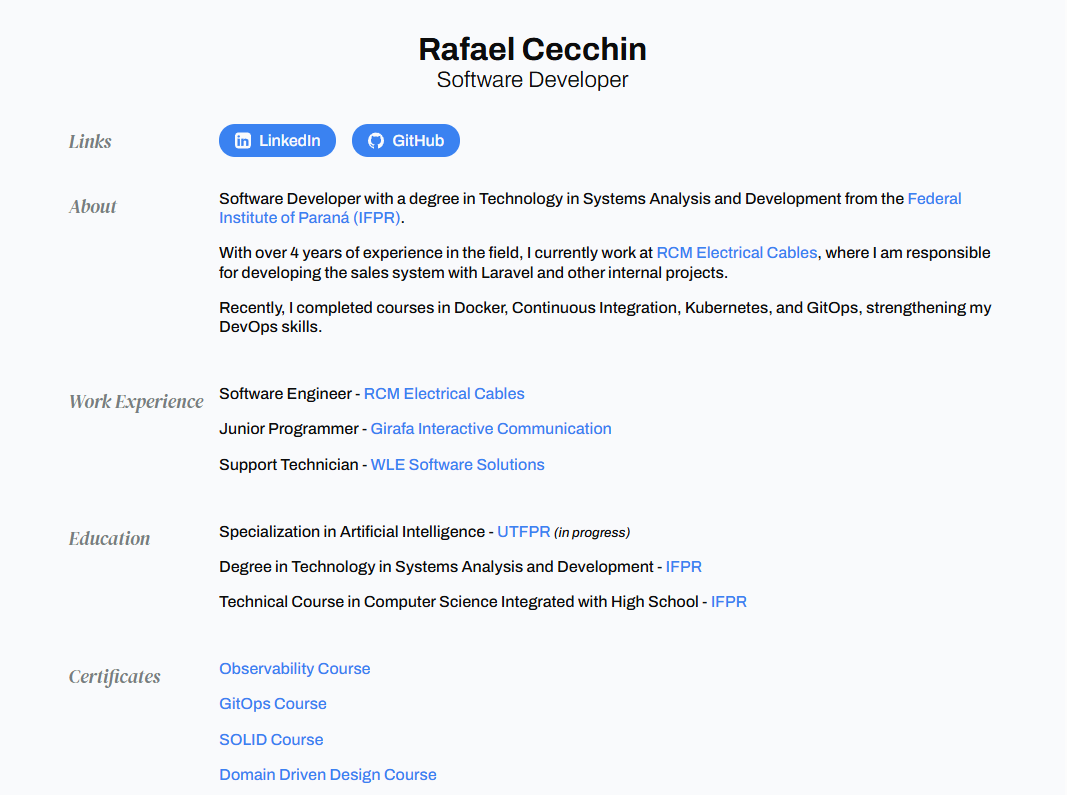 Rafael Cecchin
Software Developer
Links
LinkedIn
GitHub
About
Software Developer with a degree in Technology in Systems Analysis and Development from the Federal
Institute of Paraná (IFPR).
With over 4 years of experience in the field, I currently work at RCM Electrical Cables, where I am responsible
for developing the sales system with Laravel and other internal projects.
Recently, I completed courses in Docker, Continuous Integration, Kubernetes, and GitOps, strengthening my
DevOps skills.
Work Experience
Software Engineer - RCM Electrical Cables
Junior Programmer - Girafa Interactive Communication
Support Technician - WLE Software Solutions
Education
Specialization in Artificial Intelligence - UTFPR (in progress)
Degree in Technology in Systems Analysis and Development - IFPR
Technical Course in Computer Science Integrated with High School - IFPR
Certificates
Observability Course
GitOps Course
SOLID Course
Domain Driven Design Course